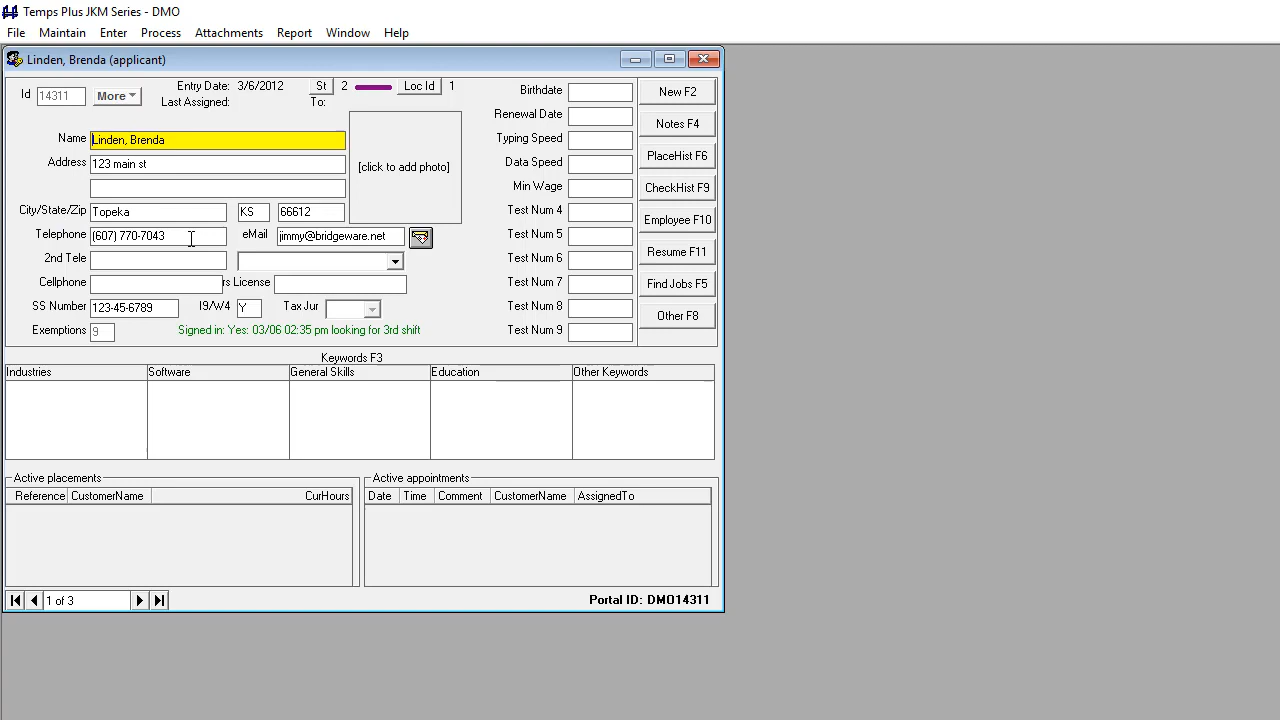 Temps Plus JKM Series - DMO
File Maintain Enter Process Attachments Report Window Help
Linden, Brenda (applicant)
Id 14311 More Entry Date: 3/6/2012 St 2 Loc Id 1
Last Assigned: To:
Name Linden, Brenda
Address 123 main st
[click to add photo]
City/State/Zip Topeka KS 66612
Telephone (607) 770-7043 eMail jimmy@bridgeware.net
2nd Tele
Cellphone rs License
SS Number 123-45-6789 I9/W4 Y Tax Jur
Exemptions 9 Signed in: Yes: 03/06 02:35 pm looking for 3rd shift
Birthdate
Renewal Date
Typing Speed
Data Speed
Min Wage
Test Num 4
Test Num 5
Test Num 6
Test Num 7
Test Num 8
Test Num 9
New F2
Notes F4
PlaceHist F6
CheckHist F9
Employee F10
Resume F11
Find Jobs F5
Other F8
Keywords F3
Industries Software General Skills Education Other Keywords
Active placements
Reference CustomerName CurHours
Active appointments
Date Time Comment CustomerName AssignedTo
1 of 3
Portal ID: DMO14311